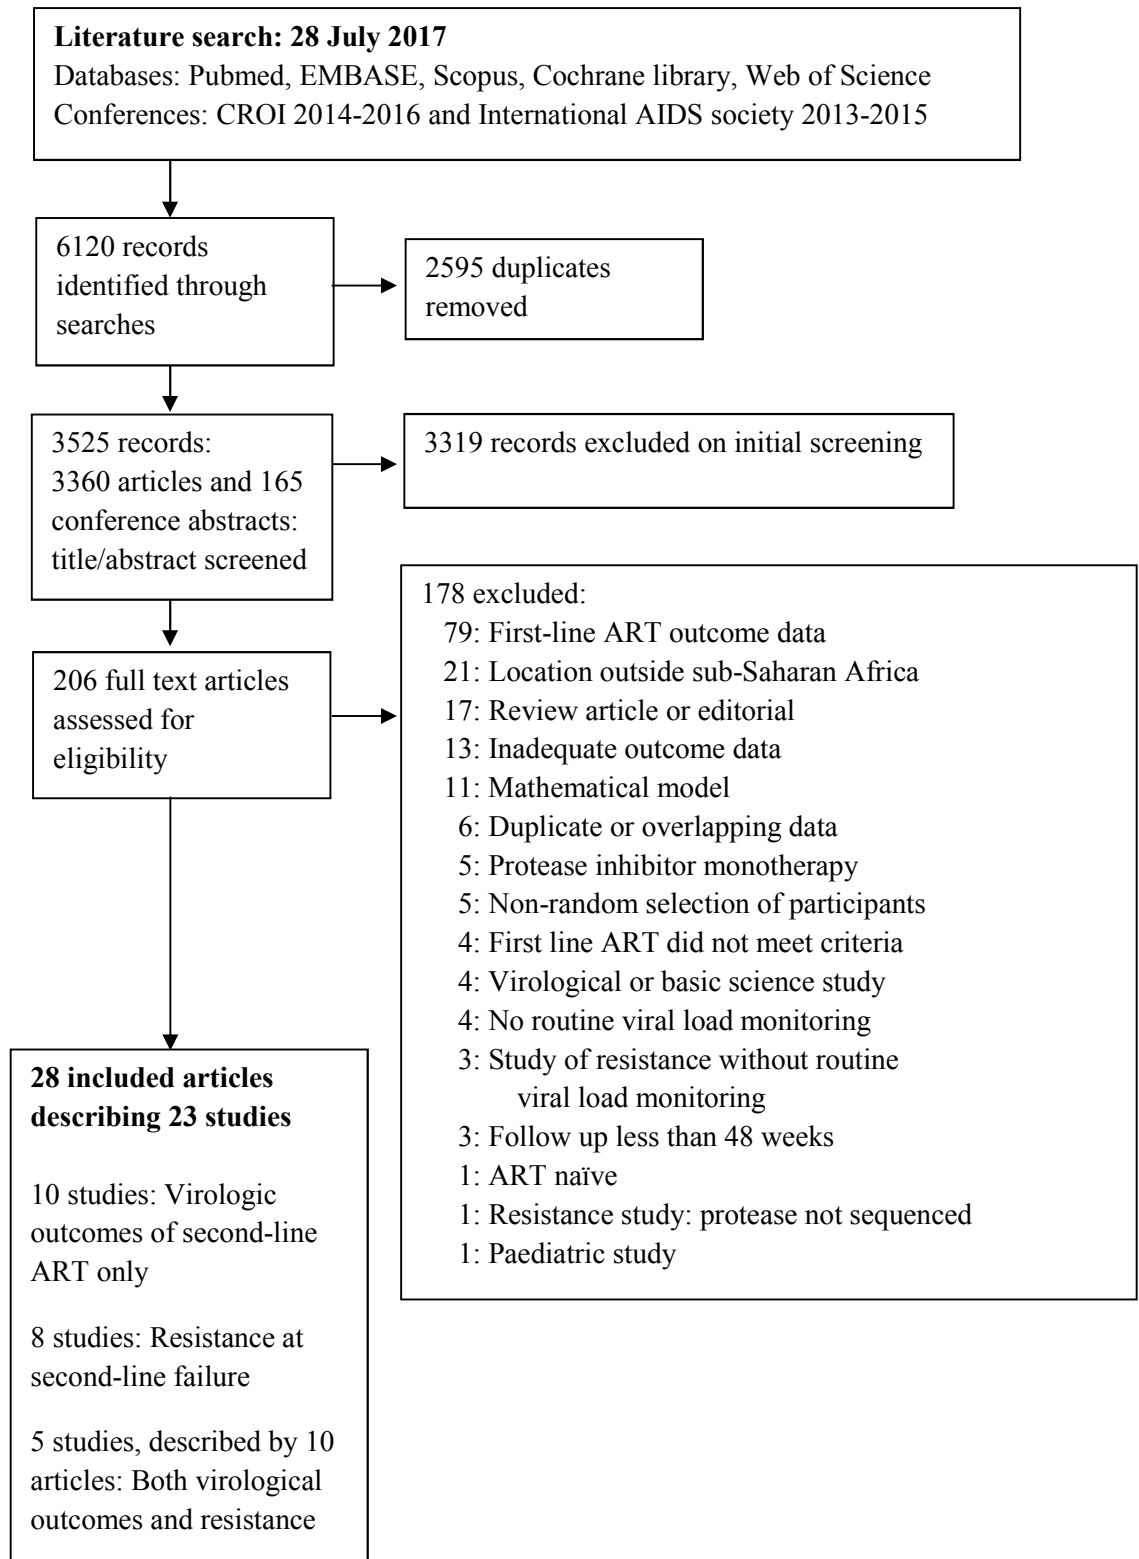 Literature search: 28 July 2017
Databases: Pubmed, EMBASE, Scopus, Cochrane library, Web of Science
Conferences: CROI 2014-2016 and International AIDS society 2013-2015
6120 records
identified through
searches
2595 duplicates
removed
3525 records:
3360 articles and 165
conference abstracts:
title/abstract screened
3319 records excluded on initial screening
206 full text articles
assessed for
eligibility
178 excluded:
79: First-line ART outcome data
21: Location outside sub-Saharan Africa
17: Review article or editorial
13: Inadequate outcome data
11: Mathematical model
6: Duplicate or overlapping data
5: Protease inhibitor monotherapy
5: Non-random selection of participants
4: First line ART did not meet criteria
4: Virological or basic science study
4: No routine viral load monitoring
3: Study of resistance without routine
viral load monitoring
3: Follow up less than 48 weeks
1: ART naïve
1: Resistance study: protease not sequenced
1: Paediatric study
28 included articles
describing 23 studies
10 studies: Virologic
outcomes of second-line
ART only
8 studies: Resistance at
second-line failure
5 studies, described by 10
articles: Both virological
outcomes and resistance